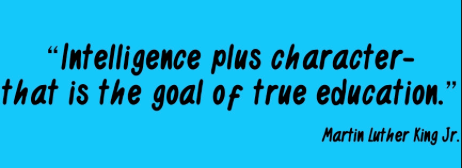 “Intelligence plus character-
that is the goal of true education.”
Martin Luther King Jr.